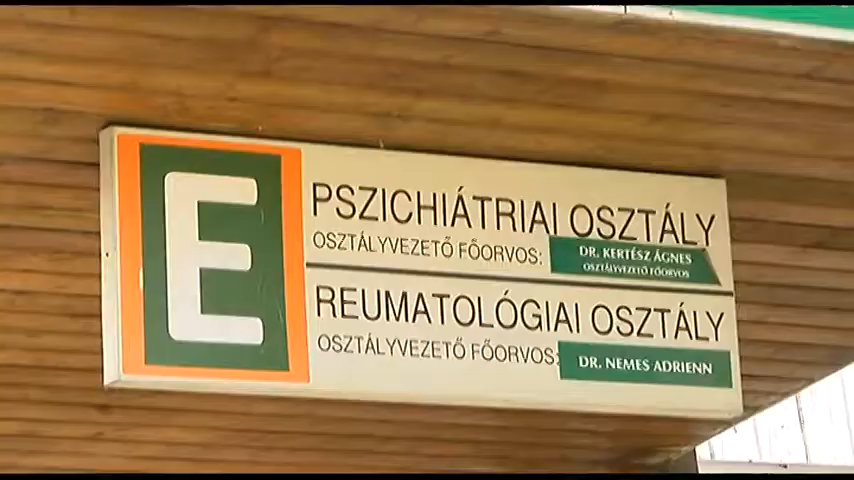 E
PSZICHIÁTRIAI OSZTÁLY
OSZTÁLYVEZETŐ FŐORVOS:
DR. KERTÉSZ ÁGNES
OSZTÁLYVEZETŐ FŐORVOS
REUMATOLÓGIAI OSZTÁLY
OSZTÁLYVEZETŐ FŐORVOS:
DR. NEMES ADRIENN